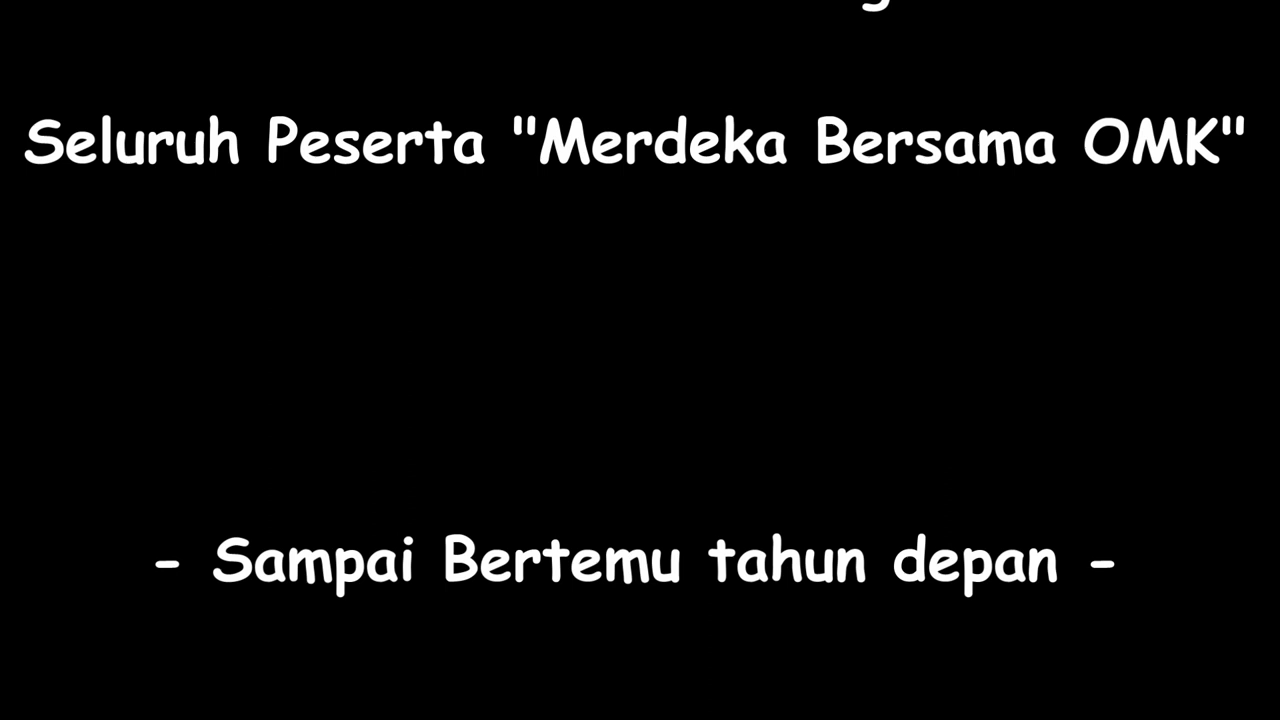 Seluruh Peserta "Merdeka Bersama OMK"
- Sampai Bertemu tahun depan -